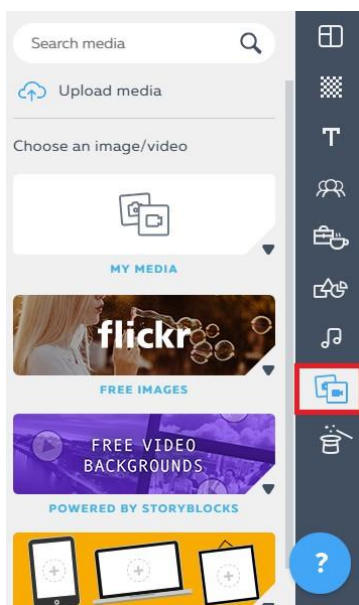 Search media
Upload media
Choose an image/video
MY MEDIA
flickr
FREE IMAGES
FREE VIDEO
BACKGROUNDS
POWERED BY STORYBLOCKS
T
?